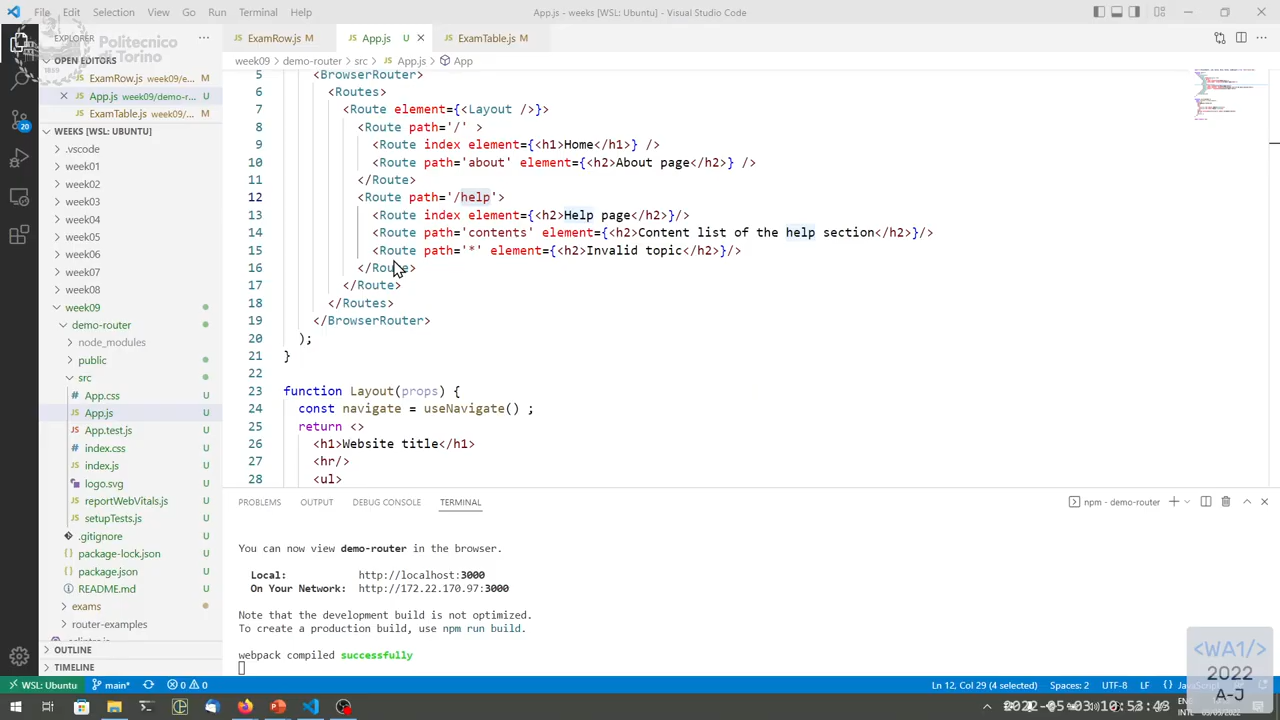 File Edit Selection View Go Run Terminal Help
App.js - weeks [WSL: Ubuntu] - Visual Studio Code
Politecnico
di Torino
EXPLORER
OPEN EDITORS
ExamRow.js week09/e... M
App.js week09/demo-r... U
ExamTable.js week09/... M
WEEKS [WSL: UBUNTU]
.vscode
week01
week02
week03
week04
week05
week06
week07
week08
week09
demo-router
node_modules
public
src
App.css U
App.js U
App.test.js U
index.css U
index.js U
logo.svg U
reportWebVitals.js U
setupTests.js U
.gitignore U
package-lock.json U
package.json U
README.md U
exams
router-examples
OUTLINE
TIMELINE
ExamRow.js M
App.js U
ExamTable.js M
week09 > demo-router > src > App.js > App
5 <BrowserRouter>
6 <Routes>
7 <Route element={<Layout />}>
8 <Route path='/' >
9 <Route index element={<h1>Home</h1>} />
10 <Route path='about' element={<h2>About page</h2>} />
11 </Route>
12 <Route path='/help'>
13 <Route index element={<h2>Help page</h2>}/>
14 <Route path='contents' element={<h2>Content list of the help section</h2>}/>
15 <Route path='*' element={<h2>Invalid topic</h2>}/>
16 </Route>
17 </Route>
18 </Routes>
19 </BrowserRouter>
20 );
21 }
22
23 function Layout(props) {
24 const navigate = useNavigate() ;
25 return <>
26 <h1>Website title</h1>
27 <hr/>
28 <ul>
PROBLEMS OUTPUT DEBUG CONSOLE TERMINAL
npm - demo-router
You can now view demo-router in the browser.
Local: http://localhost:3000
On Your Network: http://172.22.170.97:3000
Note that the development build is not optimized.
To create a production build, use npm run build.
webpack compiled successfully
<WA1/>
2022
A-J
WSL: Ubuntu main* 0 0
Ln 12, Col 29 (4 selected) Spaces: 2 UTF-8 LF
20
2022-05-03 10:53:43